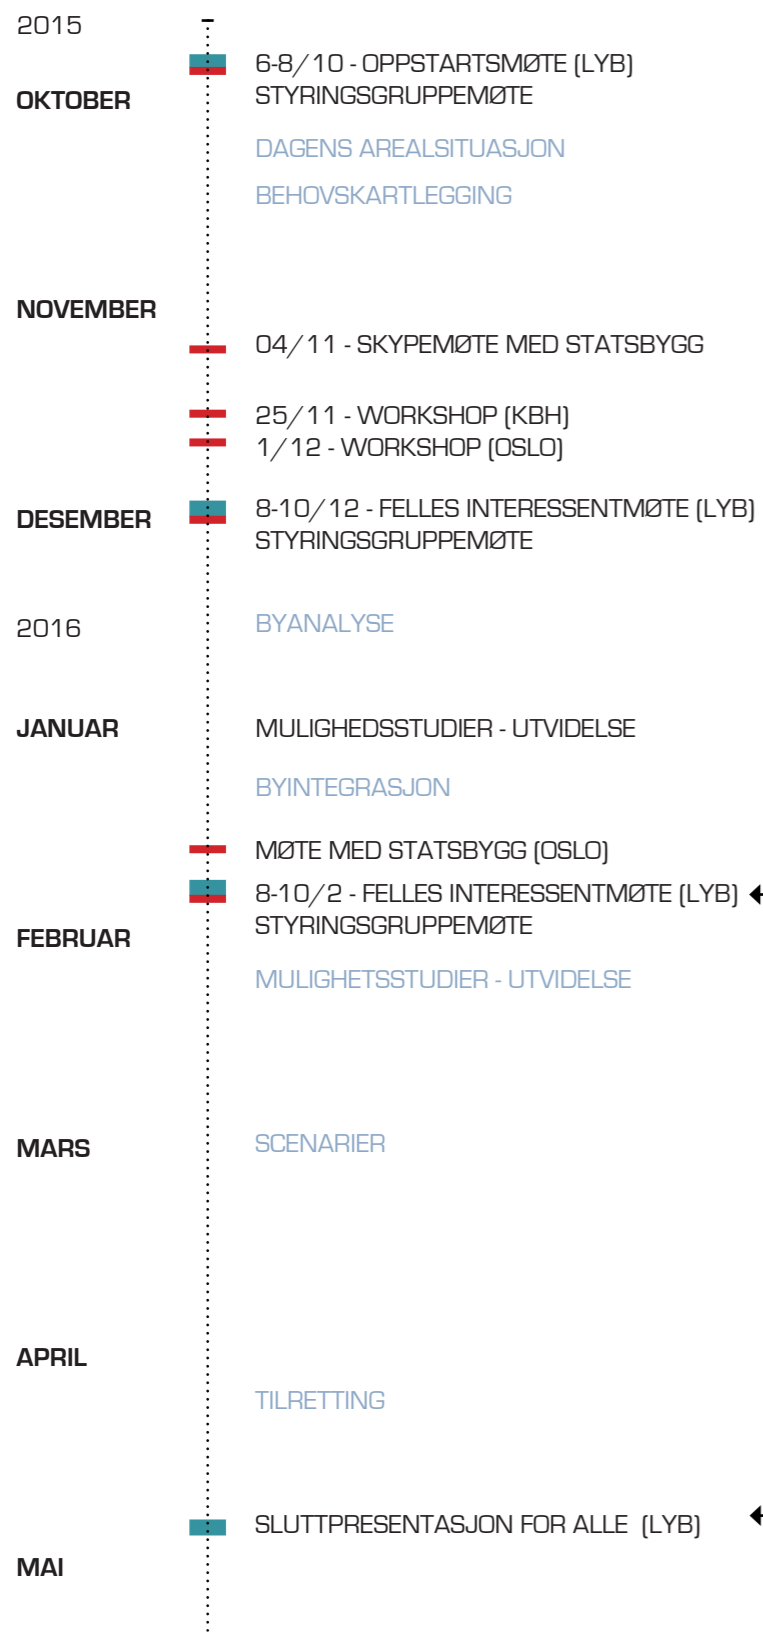 2015
6-8/10 - OPPSTARTSMØTE (LYB)
OKTOBER
STYRINGSGRUPPEMØTE
DAGENS AREALSITUASJON
BEHOVSKARTLEGGING
NOVEMBER
04/11 - SKYPEMØTE MED STATSBYGG
25/11 - WORKSHOP (KBH)
1/12 - WORKSHOP (OSLO)
8-10/12 - FELLES INTERESSENTMØTE (LYB)
DESEMBER
STYRINGSGRUPPEMØTE
2016
BYANALYSE
JANUAR
MULIGHEDSSTUDIER - UTVIDELSE
BYINTEGRASJON
MØTE MED STATSBYGG (OSLO)
8-10/2 - FELLES INTERESSENTMØTE (LYB)
STYRINGSGRUPPEMØTE
FEBRUAR
MULIGHETSSTUDIER - UTVIDELSE
MARS
SCENARIER
APRIL
TILRETTING
SLUTTPRESENTASJON FOR ALLE (LYB)
MAI